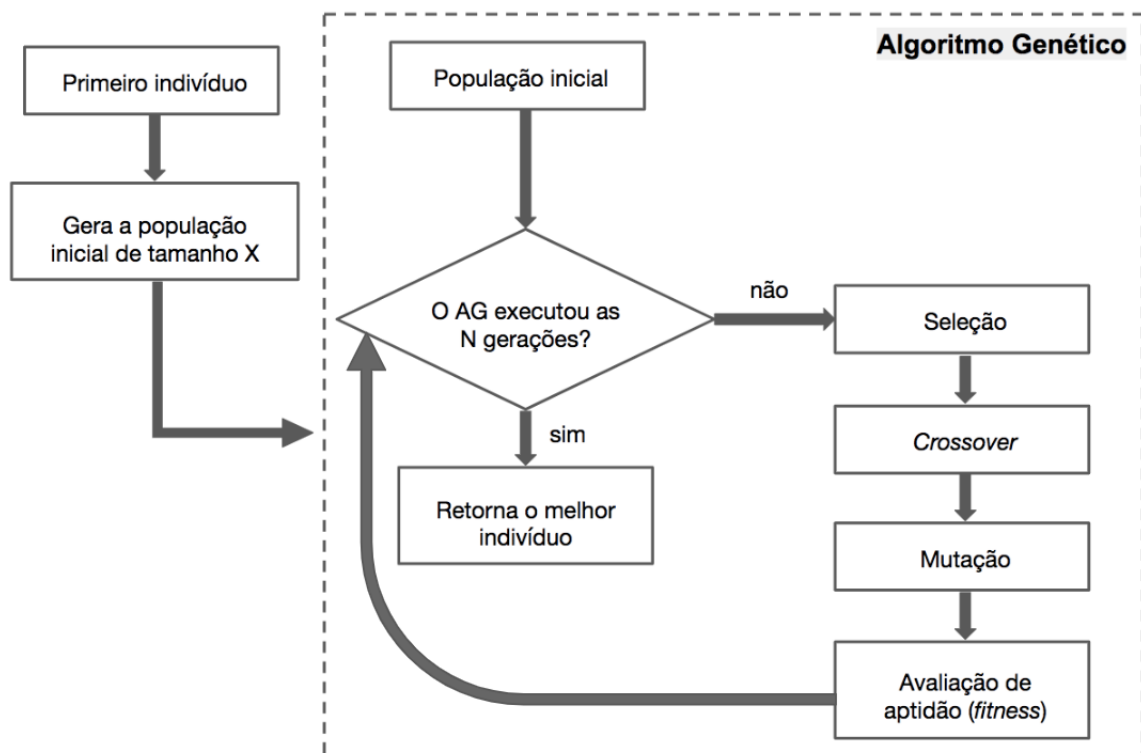 Algoritmo Genético
Primeiro indivíduo
Gera a população
inicial de tamanho X
População inicial
O AG executou as
N gerações?
não
sim
Retorna o melhor
indivíduo
Seleção
Crossover
Mutação
Avaliação de
aptidão (fitness)